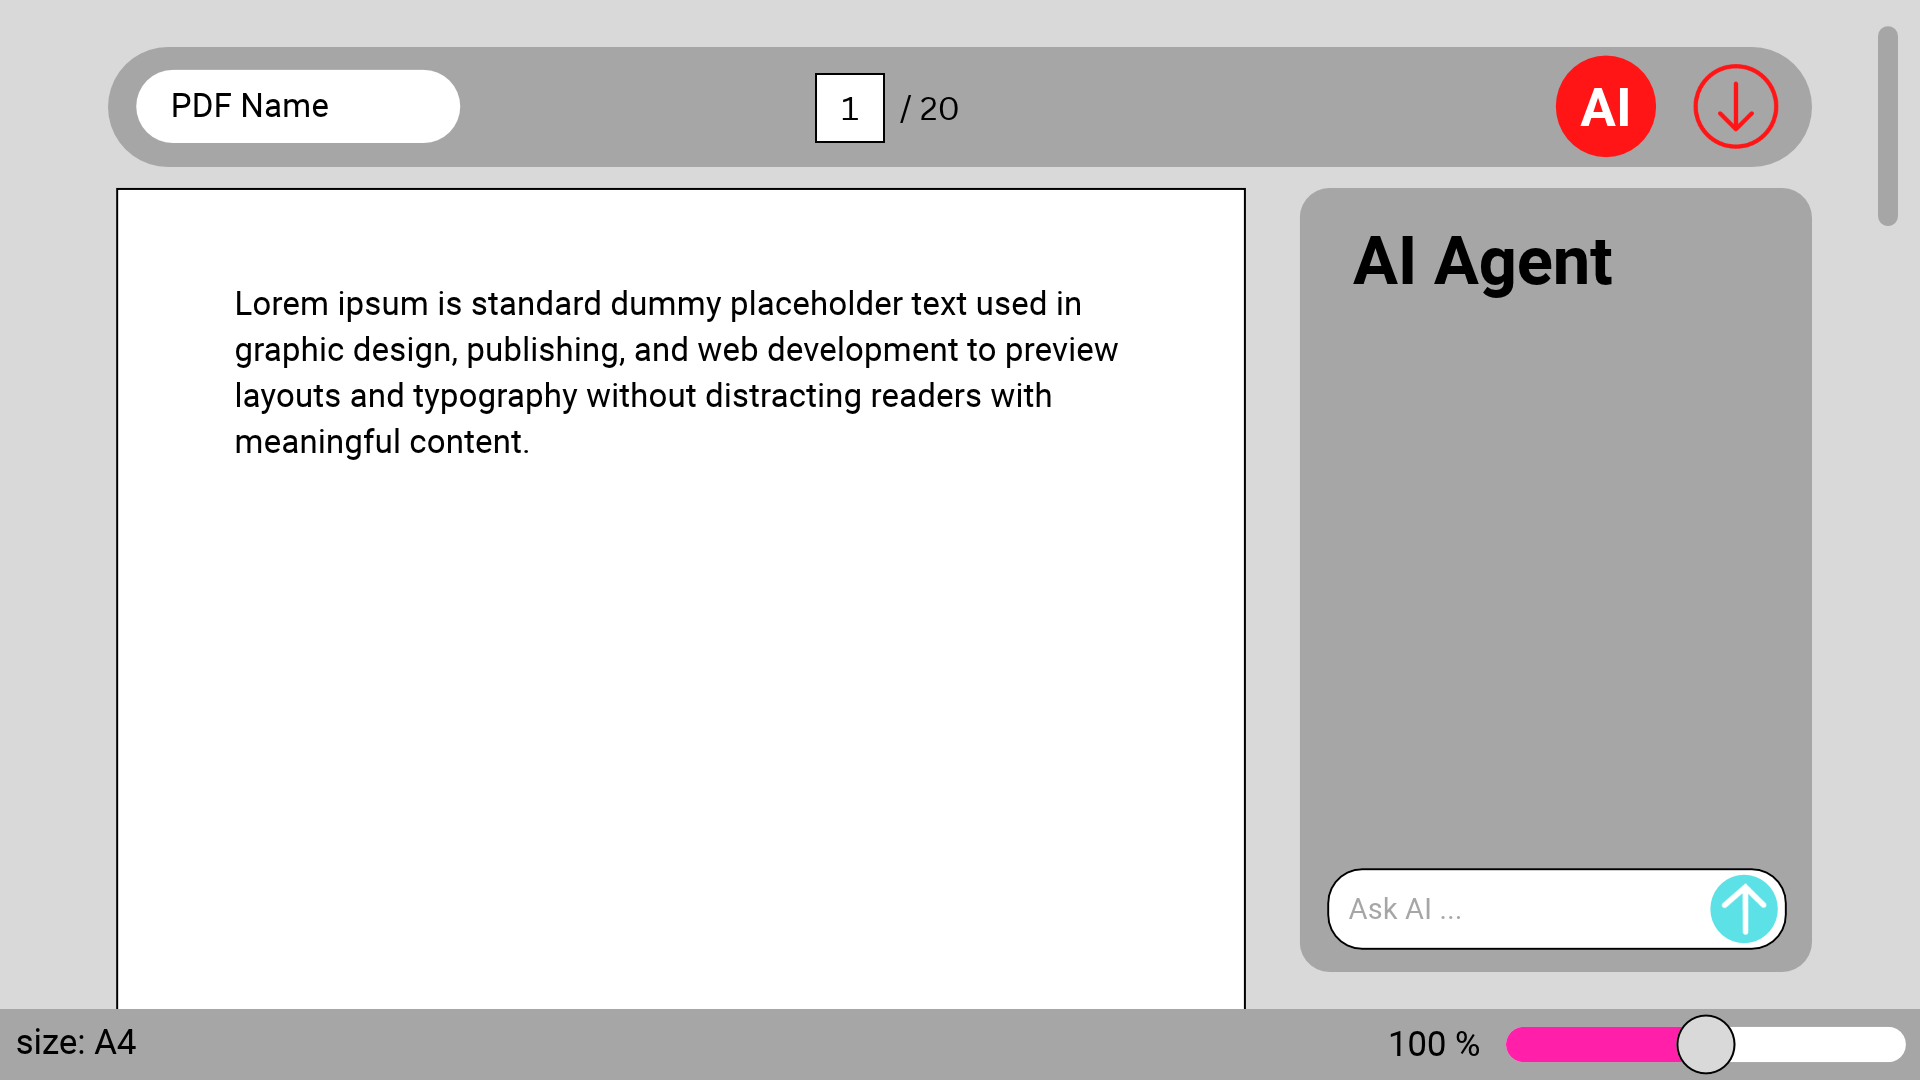 PDF Name
1 / 20
AI
Lorem ipsum is standard dummy placeholder text used in
graphic design, publishing, and web development to preview
layouts and typography without distracting readers with
meaningful content.
AI Agent
Ask AI ...
size: A4
100 %